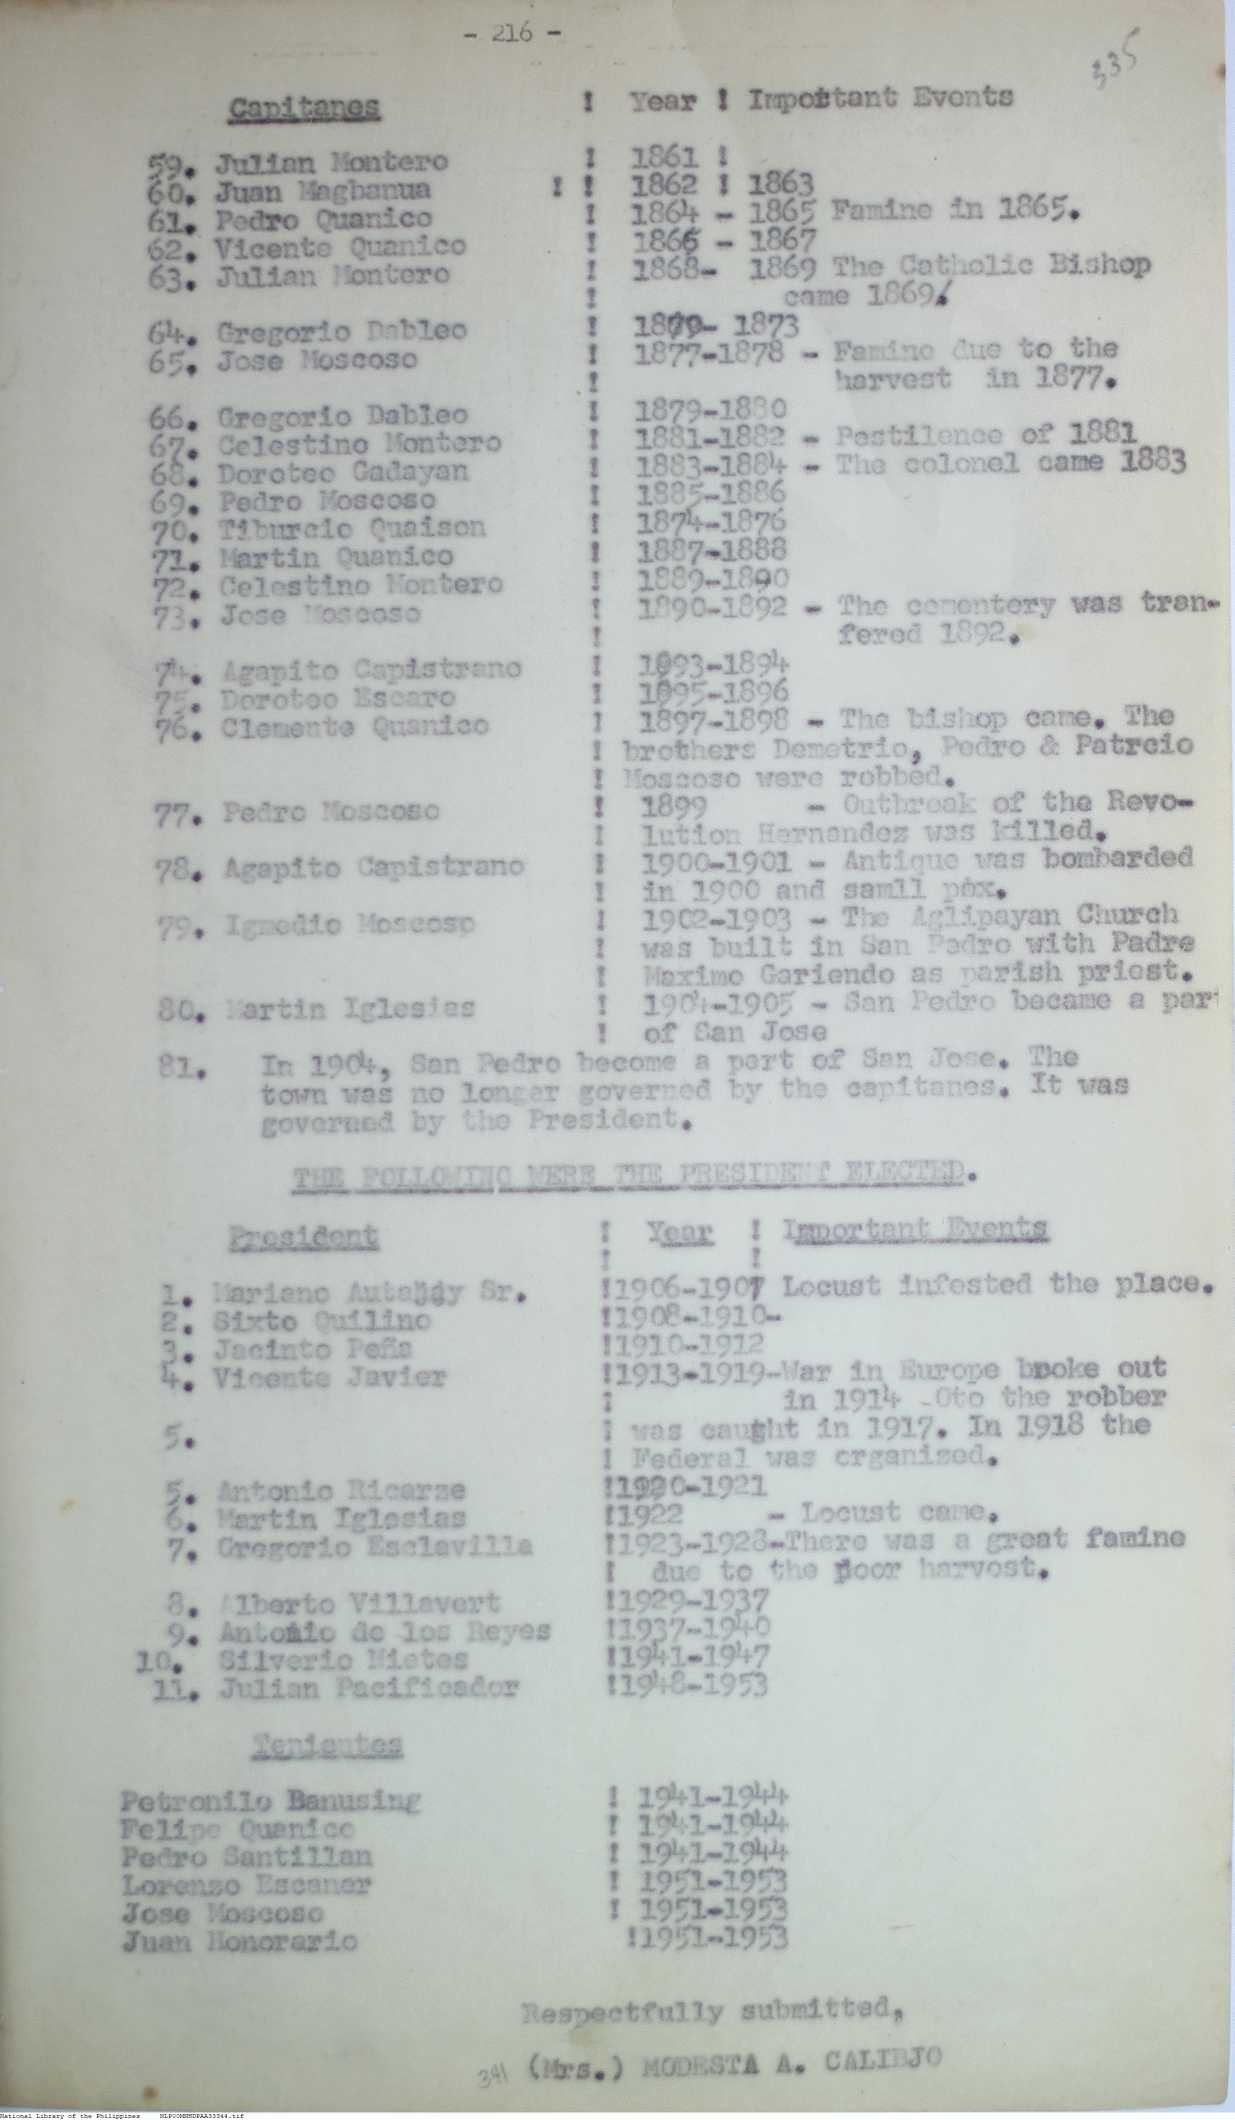 - 216 -
335
Capitanes ! Year ! Important Events
59. Julian Montero ! 1861 !
60. Juan Magbanua ! ! 1862 ! 1863
61. Pedro Quanico ! 1864 - 1865 Famine in 1865.
62. Vicente Quanico ! 1866 - 1867
63. Julian Montero ! 1868- 1869 The Catholic Bishop
! came 1869.
64. Gregorio Dableo ! 1870- 1873
65. Jose Moscoso ! 1877-1878 - Famine due to the
! harvest in 1877.
66. Gregorio Dableo ! 1879-1880
67. Celestino Montero ! 1881-1882 - Pestilence of 1881
68. Doroteo Cadayan ! 1883-1884 - The colonel came 1883
69. Pedro Moscoso ! 1885-1886
70. Tiburcio Quaison ! 1874-1876
71. Martin Quanico ! 1887-1888
72. Celestino Montero ! 1889-1890
73. Jose Moscoso ! 1890-1892 - The cementery was tran-
! fered 1892.
74. Agapito Capistrano ! 1893-1894
75. Doroteo Escaro ! 1895-1896
76. Clemente Quanico ! 1897-1898 - The bishop came. The
! brothers Demetrio, Pedro & Patrcio
! Moscoso were robbed.
77. Pedro Moscoso ! 1899 - Outbreak of the Revo-
! lution Hernandez was killed.
78. Agapito Capistrano ! 1900-1901 - Antique was bombarded
! in 1900 and samll pox.
79. Igmedio Moscoso ! 1902-1903 - The Aglipayan Church
! was built in San Pedro with Padre
! Maximo Gariendo as parish priest.
80. Martin Iglesias ! 1904-1905 - San Pedro became a par
! of San Jose
81. In 1904, San Pedro become a part of San Jose. The
town was no longer governed by the capitanes. It was
governed by the President.
THE FOLLOWING WERE THE PRESIDENT ELECTED.
President ! Year ! Important Events
! !
1. Mariano Autajay Sr. !1906-1907 Locust infested the place.
2. Sixto Quilino !1908-1910-
3. Jacinto Peña !1910-1912
4. Vicente Javier !1913-1919-War in Europe broke out
! in 1914 -Oto the robber
5. ! was caught in 1917. In 1918 the
! Federal was organised.
5. Antonio Ricarze !1920-1921
6. Martin Iglesias !1922 - Locust came.
7. Gregorio Esclavilla !1923-1928-There was a great famine
! due to the poor harvest.
8. Alberto Villavert !1929-1937
9. Antonio de los Reyes !1937-1940
10. Silverio Mietes !1941-1947
11. Julian Pacificador !1948-1953
Tenientes
Petronilo Banusing ! 1941-1944
Felipe Quanico ! 1941-1944
Pedro Santillan ! 1941-1944
Lorenzo Escaner ! 1951-1953
Jose Moscoso ! 1951-1953
Juan Honorario !1951-1953
Respectfully submitted,
341 (Mrs.) MODESTA A. CALIBJO
National Library of the Philippines NLPVOMHHDPAA33344.tif